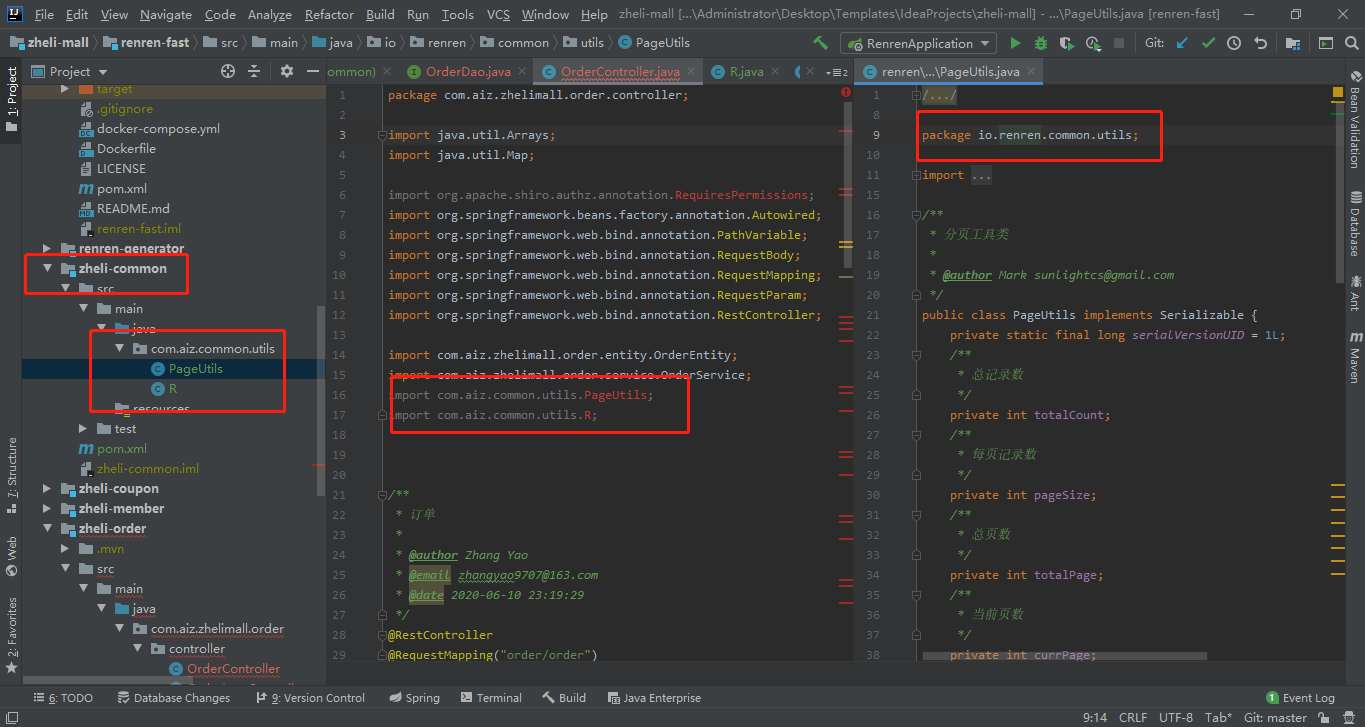 File Edit View Navigate Code Analyze Refactor Build Run Tools VCS Window Help zheli-mall [...\Administrator\Desktop\Templates\IdeaProjects\zheli-mall] - ...\PageUtils.java [renren-fast]
zheli-mall renren-fast src main java io renren common utils PageUtils RenrenApplication Git:
Project
ommon) OrderDao.java OrderController.java R.java 2 renren\...\PageUtils.java
1: Project
7: Structure
Web
2: Favorites
target
.gitignore
docker-compose.yml
Dockerfile
LICENSE
pom.xml
README.md
renren-fast.iml
renren-generator
zheli-common
src
main
java
com.aiz.common.utils
PageUtils
R
resources
test
pom.xml
zheli-common.iml
zheli-coupon
zheli-member
zheli-order
.mvn
src
main
java
com.aiz.zhelimall.order
controller
OrderController
1 package com.aiz.zhelimall.order.controller;
2
3 import java.util.Arrays;
4 import java.util.Map;
5
6 import org.apache.shiro.authz.annotation.RequiresPermissions;
7 import org.springframework.beans.factory.annotation.Autowired;
8 import org.springframework.web.bind.annotation.PathVariable;
9 import org.springframework.web.bind.annotation.RequestBody;
10 import org.springframework.web.bind.annotation.RequestMapping;
11 import org.springframework.web.bind.annotation.RequestParam;
12 import org.springframework.web.bind.annotation.RestController;
13
14 import com.aiz.zhelimall.order.entity.OrderEntity;
15 import com.aiz.zhelimall.order.service.OrderService;
16 import com.aiz.common.utils.PageUtils;
17 import com.aiz.common.utils.R;
18
19
20
21 /**
22 * 订单
23 *
24 * @author Zhang Yao
25 * @email zhangyao9707@163.com
26 * @date 2020-06-10 23:19:29
27 */
28 @RestController
29 @RequestMapping("order/order")
1 /.../
8
9 package io.renren.common.utils;
10
11 import ...
15
16 /**
17 * 分页工具类
18 *
19 * @author Mark sunlightcs@gmail.com
20 */
21 public class PageUtils implements Serializable {
22 private static final long serialVersionUID = 1L;
23 /**
24 * 总记录数
25 */
26 private int totalCount;
27 /**
28 * 每页记录数
29 */
30 private int pageSize;
31 /**
32 * 总页数
33 */
34 private int totalPage;
35 /**
36 * 当前页数
37 */
38 private int currPage;
Bean Validation
Database
Ant
Maven
6: TODO Database Changes 9: Version Control Spring Terminal Build Java Enterprise 1 Event Log
9:14 CRLF UTF-8 Tab* Git: master